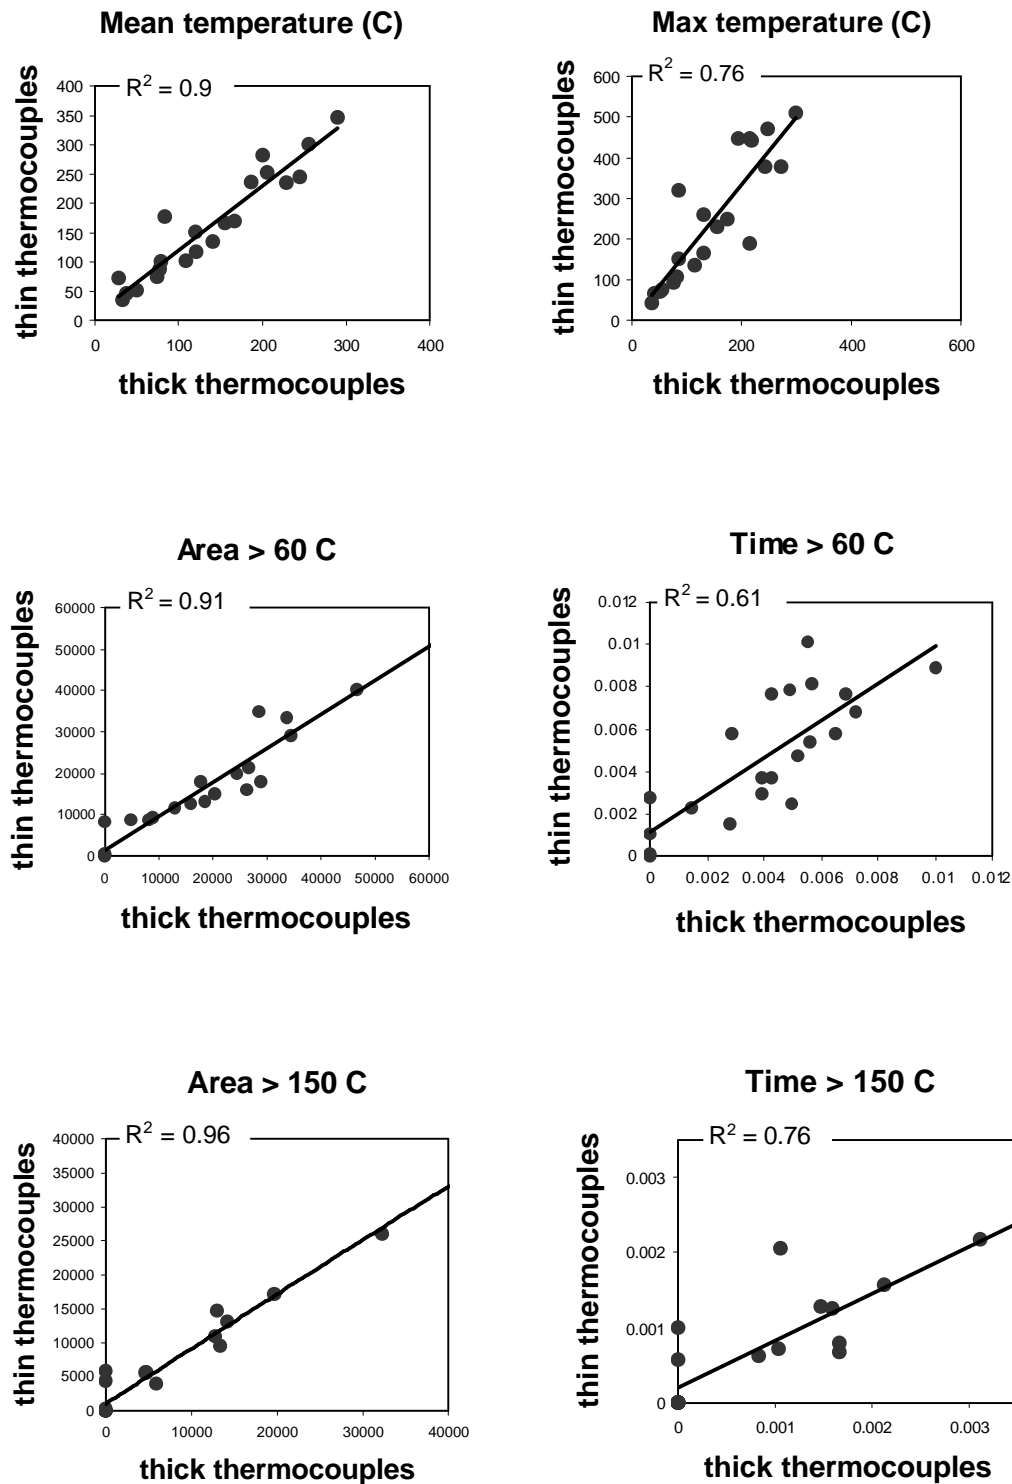 Mean temperature (C)
Max temperature (C)
R² = 0.9
R² = 0.76
thin thermocouples
400
350
300
250
200
150
100
50
0
0 100 200 300 400
thick thermocouples
thin thermocouples
600
500
400
300
200
100
0
0 200 400 600
thick thermocouples
Area > 60 C
Time > 60 C
R² = 0.91
R² = 0.61
thin thermocouples
60000
50000
40000
30000
20000
10000
0
0 10000 20000 30000 40000 50000 60000
thick thermocouples
thin thermocouples
0.012
0.01
0.008
0.006
0.004
0.002
0
0 0.002 0.004 0.006 0.008 0.01 0.012
thick thermocouples
Area > 150 C
Time > 150 C
R² = 0.96
R² = 0.76
thin thermocouples
40000
35000
30000
25000
20000
15000
10000
5000
0
0 10000 20000 30000 40000
thick thermocouples
thin thermocouples
0.003
0.002
0.001
0
0 0.001 0.002 0.003
thick thermocouples